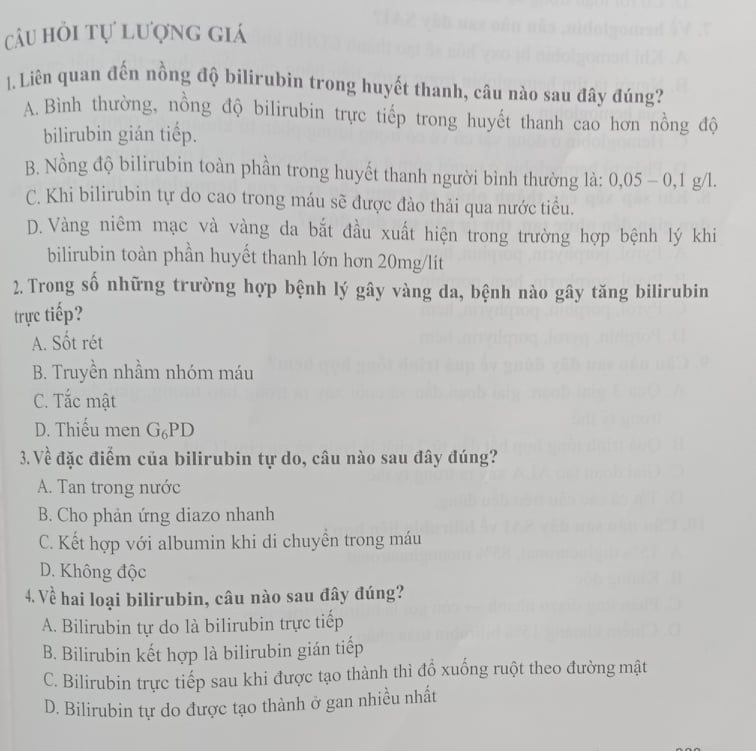 CÂU HỎI TỰ LƯỢNG GIÁ
1. Liên quan đến nồng độ bilirubin trong huyết thanh, câu nào sau đây đúng?
A. Bình thường, nồng độ bilirubin trực tiếp trong huyết thanh cao hơn nồng độ
bilirubin gián tiếp.
B. Nồng độ bilirubin toàn phần trong huyết thanh người bình thường là: 0,05 – 0,1 g/l.
C. Khi bilirubin tự do cao trong máu sẽ được đào thải qua nước tiểu.
D. Vàng niêm mạc và vàng da bắt đầu xuất hiện trong trường hợp bệnh lý khi
bilirubin toàn phần huyết thanh lớn hơn 20mg/lít
2. Trong số những trường hợp bệnh lý gây vàng da, bệnh nào gây tăng bilirubin
trực tiếp?
A. Sốt rét
B. Truyền nhầm nhóm máu
C. Tắc mật
D. Thiếu men G₆PD
3. Về đặc điểm của bilirubin tự do, câu nào sau đây đúng?
A. Tan trong nước
B. Cho phản ứng diazo nhanh
C. Kết hợp với albumin khi di chuyển trong máu
D. Không độc
4. Về hai loại bilirubin, câu nào sau đây đúng?
A. Bilirubin tự do là bilirubin trực tiếp
B. Bilirubin kết hợp là bilirubin gián tiếp
C. Bilirubin trực tiếp sau khi được tạo thành thì đổ xuống ruột theo đường mật
D. Bilirubin tự do được tạo thành ở gan nhiều nhất